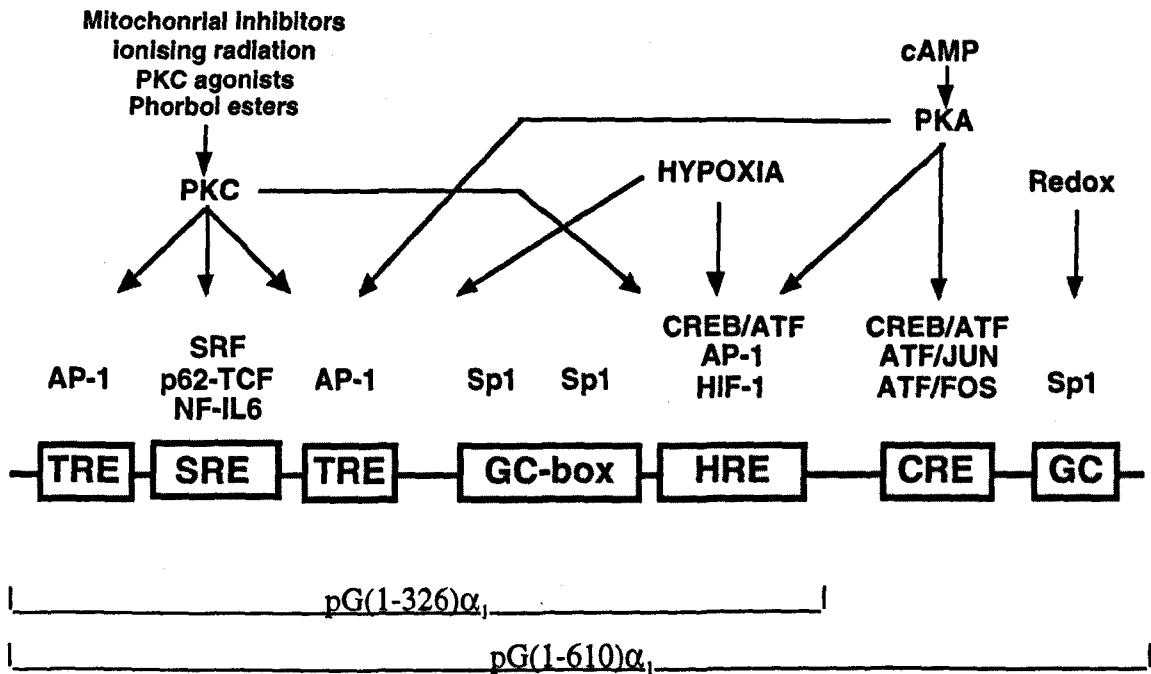 Mitochonrial inhibitors
ionising radiation
PKC agonists
Phorbol esters
cAMP
PKA
PKC
HYPOXIA
Redox
AP-1
SRF
p62-TCF
NF-IL6
AP-1
Sp1
Sp1
CREB/ATF
AP-1
HIF-1
CREB/ATF
ATF/JUN
ATF/FOS
Sp1
TRE
SRE
TRE
GC-box
HRE
CRE
GC
pG(1-326)α₁
pG(1-610)α₁